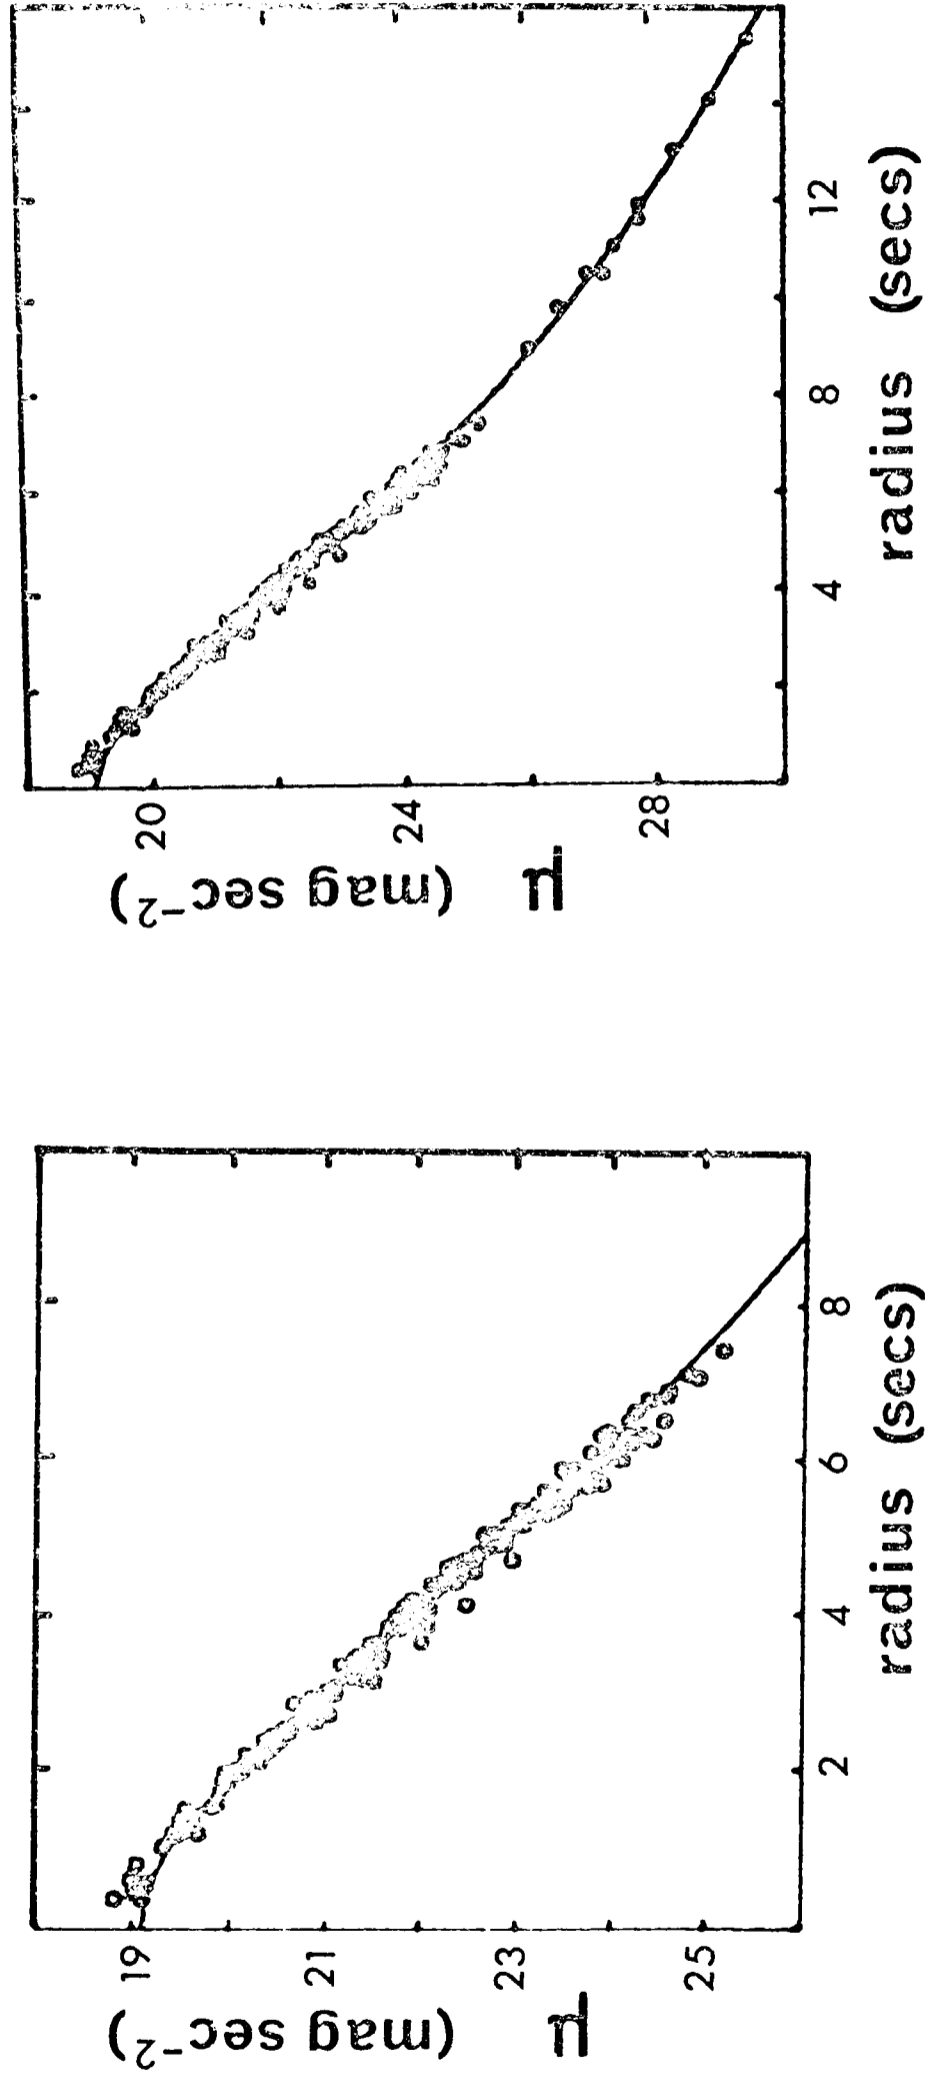 μ
(mag sec⁻²)
19
21
23
25
2
4
6
8
radius (secs)
μ
(mag sec⁻²)
20
24
28
4
8
12
radius (secs)